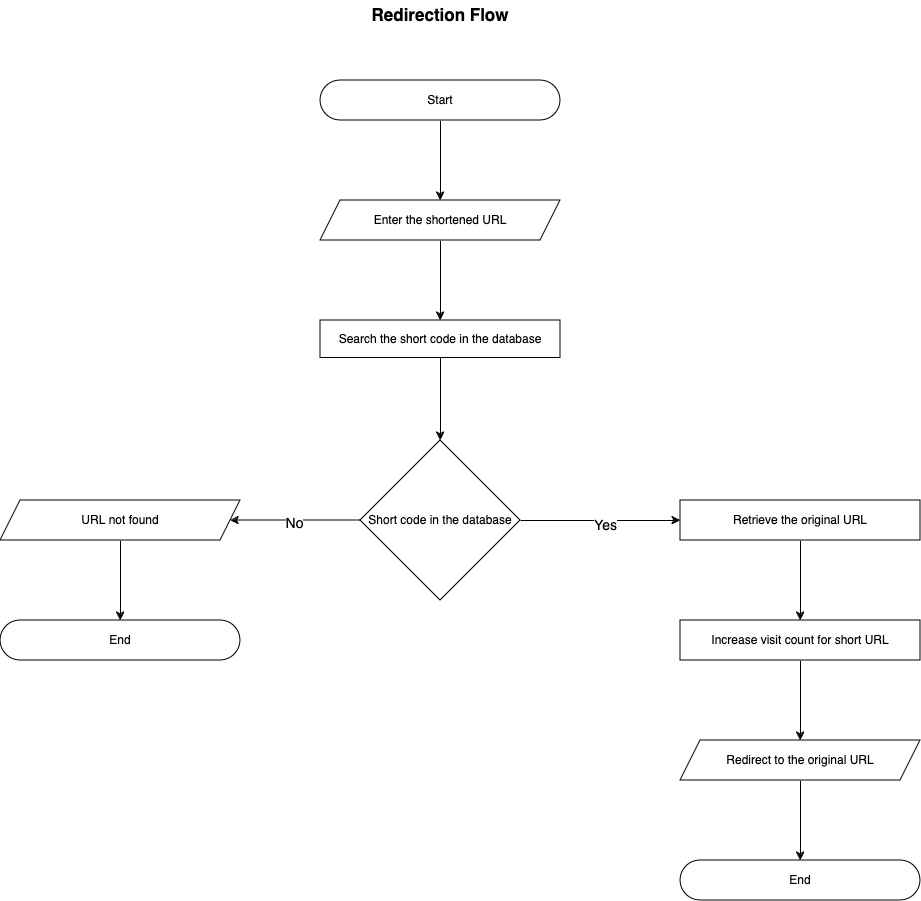 Redirection Flow
Start
Enter the shortened URL
Search the short code in the database
Short code in the database
No
Yes
URL not found
End
Retrieve the original URL
Increase visit count for short URL
Redirect to the original URL
End